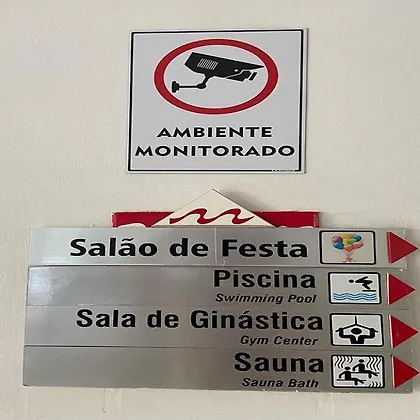 AMBIENTE
MONITORADO
Salão de Festa
Piscina
Swimming Pool
Sala de Ginástica
Gym Center
Sauna
Sauna Bath